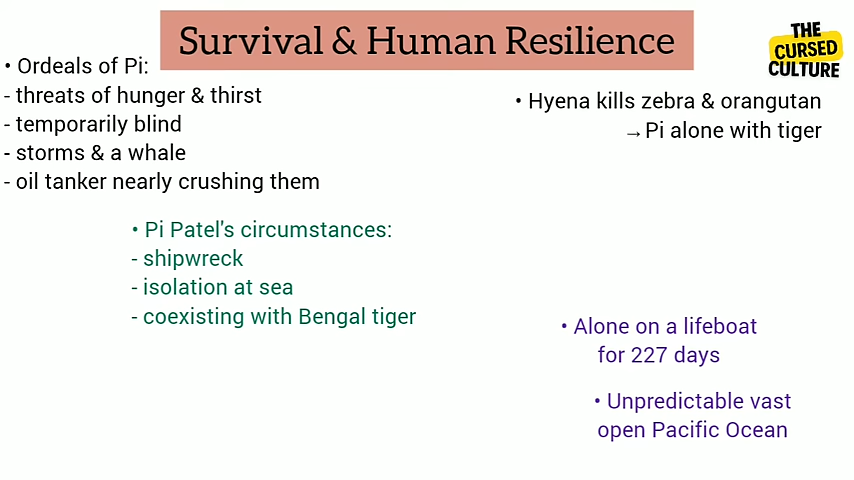 Survival & Human Resilience
THE
CURSED
CULTURE
• Ordeals of Pi:
- threats of hunger & thirst
- temporarily blind
- storms & a whale
- oil tanker nearly crushing them
• Hyena kills zebra & orangutan
→Pi alone with tiger
• Pi Patel's circumstances:
- shipwreck
- isolation at sea
- coexisting with Bengal tiger
• Alone on a lifeboat
for 227 days
• Unpredictable vast
open Pacific Ocean